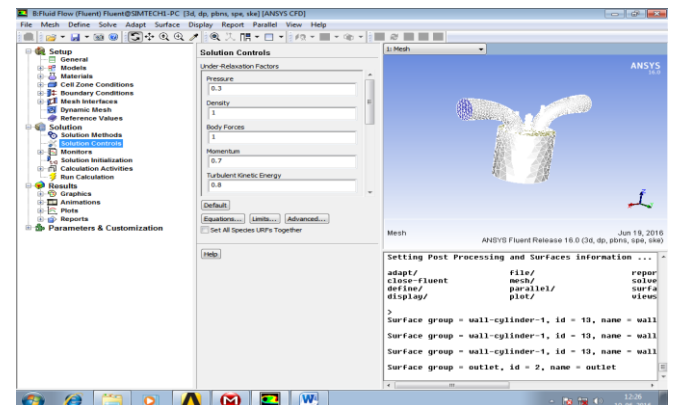 B:Fluid Flow (Fluent) Fluent@SIMTECH1-PC [3d, dp, pbns, spe, ske] [ANSYS CFD]
File Mesh Define Solve Adapt Surface Display Report Parallel View Help
Setup
General
Models
Materials
Cell Zone Conditions
Boundary Conditions
Mesh Interfaces
Dynamic Mesh
Reference Values
Solution
Solution Methods
Solution Controls
Monitors
Solution Initialization
Calculation Activities
Run Calculation
Results
Graphics
Animations
Plots
Reports
Parameters & Customization
Solution Controls
Under-Relaxation Factors
Pressure
0.3
Density
1
Body Forces
1
Momentum
0.7
Turbulent Kinetic Energy
0.8
Default
Equations... Limits... Advanced...
Set All Species URFs Together
Help
1: Mesh
ANSYS
16.0
Mesh
Jun 19, 2016
ANSYS Fluent Release 16.0 (3d, dp, pbns, spe, ske)
Setting Post Processing and Surfaces information ...
adapt/ file/ repor
close-fluent mesh/ solve
define/ parallel/ surfa
display/ plot/ views
>
Surface group = wall-cylinder-1, id = 13, name = wall
Surface group = wall-cylinder-1, id = 13, name = wall
Surface group = wall-cylinder-1, id = 13, name = wall
Surface group = outlet, id = 2, name = outlet
12:26